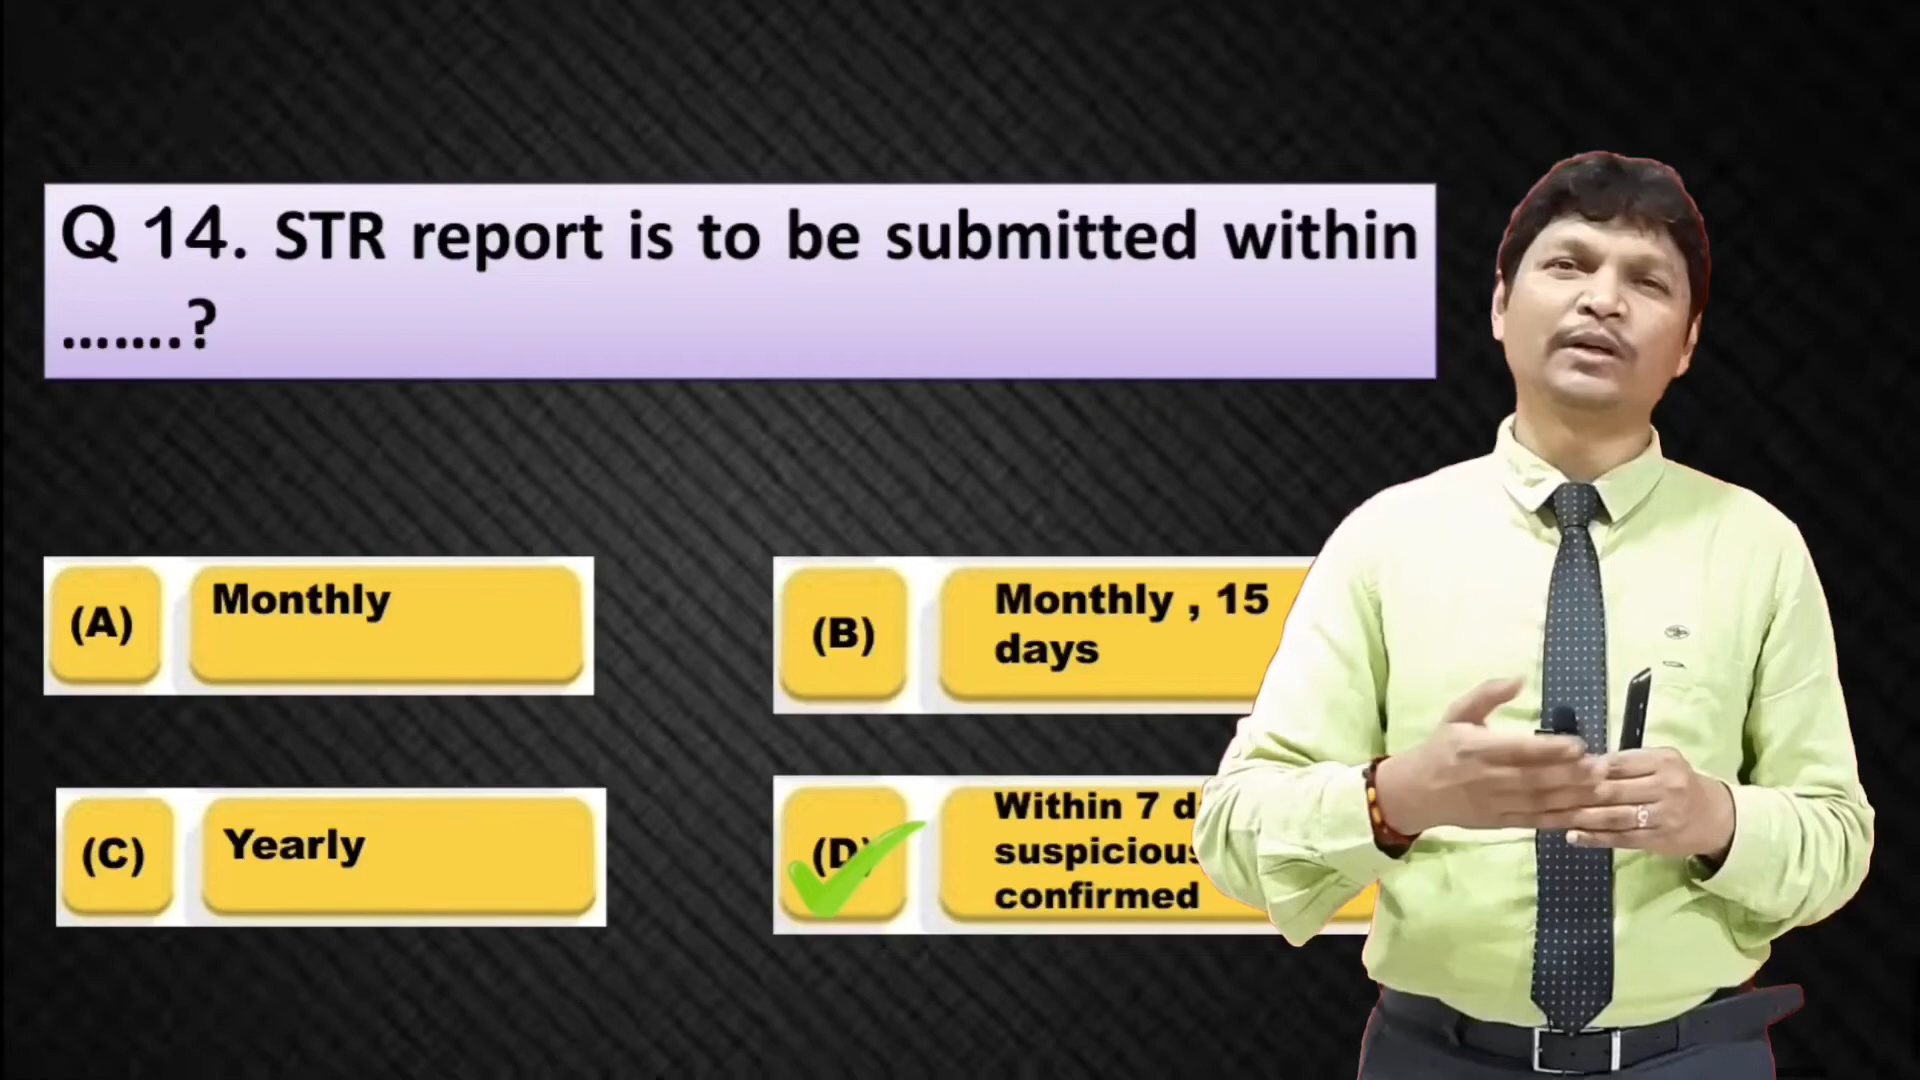 Q 14. STR report is to be submitted within
.......?
(A)
Monthly
(B)
Monthly , 15
days
(C)
Yearly
(D)
Within 7
suspicious
confirmed